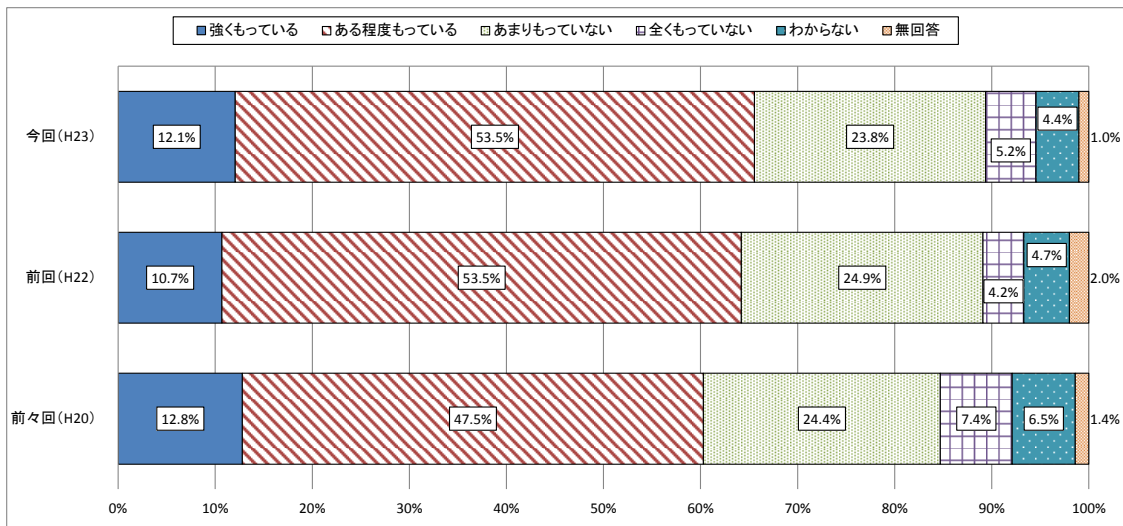 強くもっている ある程度もっている あまりもっていない 全くもっていない わからない 無回答
今回(H23) 12.1% 53.5% 23.8% 5.2% 4.4% 1.0%
前回(H22) 10.7% 53.5% 24.9% 4.2% 4.7% 2.0%
前々回(H20) 12.8% 47.5% 24.4% 7.4% 6.5% 1.4%
0% 10% 20% 30% 40% 50% 60% 70% 80% 90% 100%